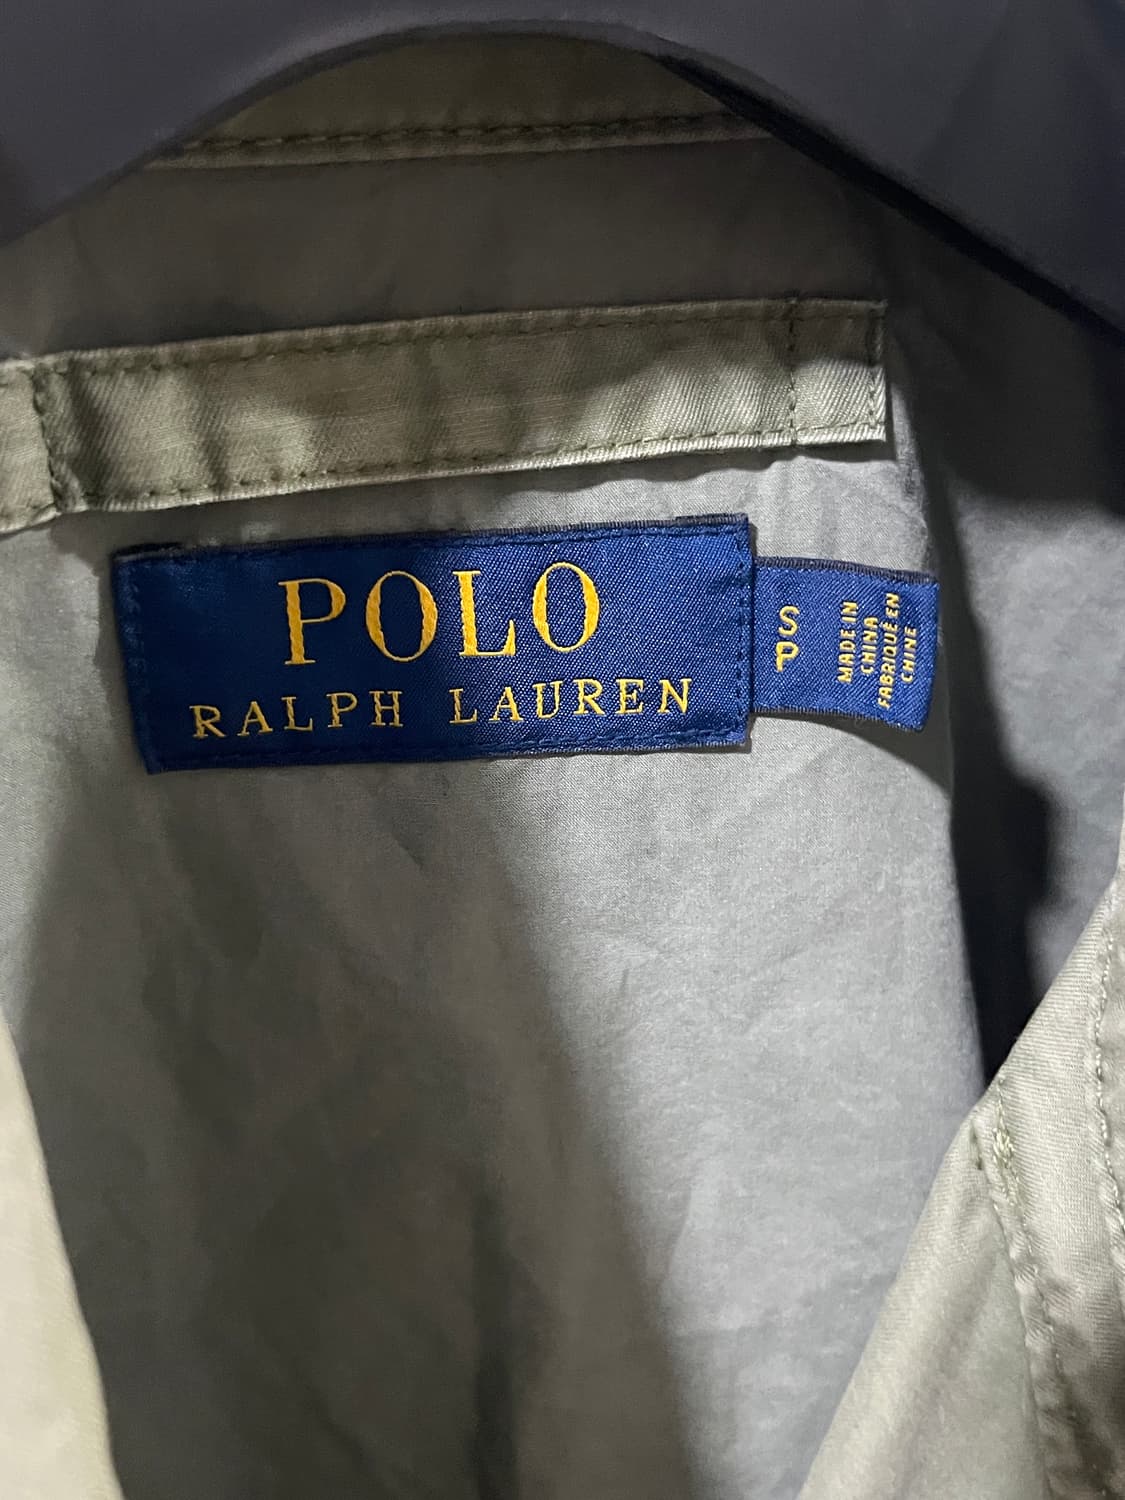 POLO
RALPH LAUREN
S
P
MADE IN
CHINA
FABRIQUÉ EN
CHINE